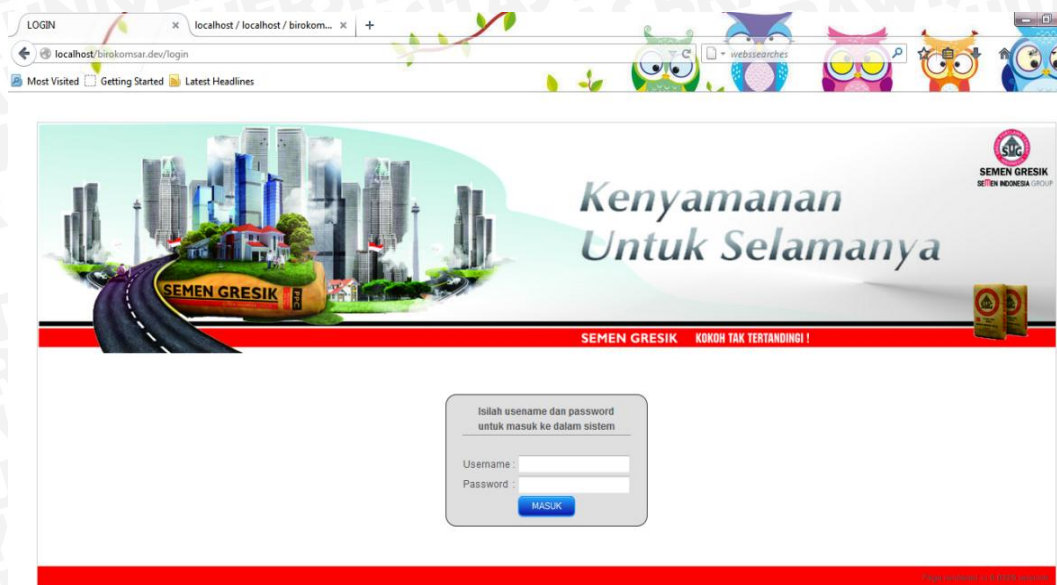 LOGIN
localhost / localhost / birokom...
localhost/birokomsar.dev/login
webssearches
Most Visited Getting Started Latest Headlines
SEMEN GRESIK
SEMEN INDONESIA GROUP
Kenyamanan
Untuk Selamanya
SEMEN GRESIK PPC
SEMEN GRESIK KOKOH TAK TERTANDINGI !
Isilah usename dan password
untuk masuk ke dalam sistem
Username :
Password :
MASUK